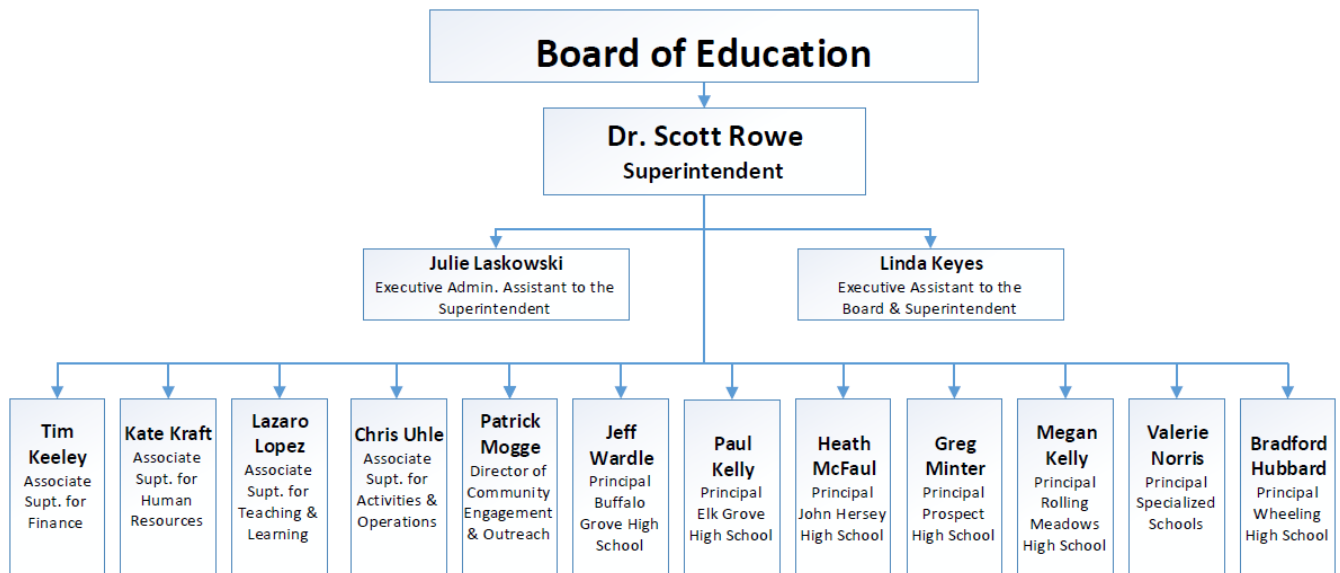 Board of Education
Dr. Scott Rowe
Superintendent
Julie Laskowski
Executive Admin. Assistant to the
Superintendent
Linda Keyes
Executive Assistant to the
Board & Superintendent
Tim
Keeley
Associate
Supt. for
Finance
Kate Kraft
Associate
Supt. for
Human
Resources
Lazaro
Lopez
Associate
Supt. for
Teaching &
Learning
Chris Uhle
Associate
Supt. for
Activities &
Operations
Patrick
Mogge
Director of
Community
Engagement
& Outreach
Jeff
Wardle
Principal
Buffalo
Grove High
School
Paul
Kelly
Principal
Elk Grove
High School
Heath
McFaul
Principal
John Hersey
High School
Greg
Minter
Principal
Prospect
High School
Megan
Kelly
Principal
Rolling
Meadows
High School
Valerie
Norris
Principal
Specialized
Schools
Bradford
Hubbard
Principal
Wheeling
High School